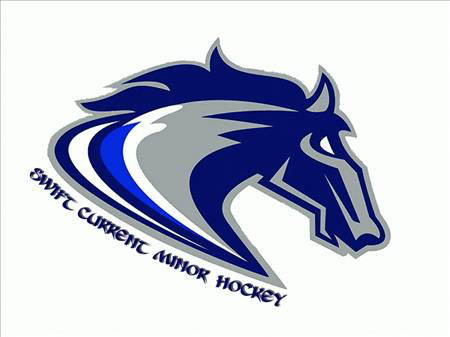 SWIFT CURRENT MINOR HOCKEY